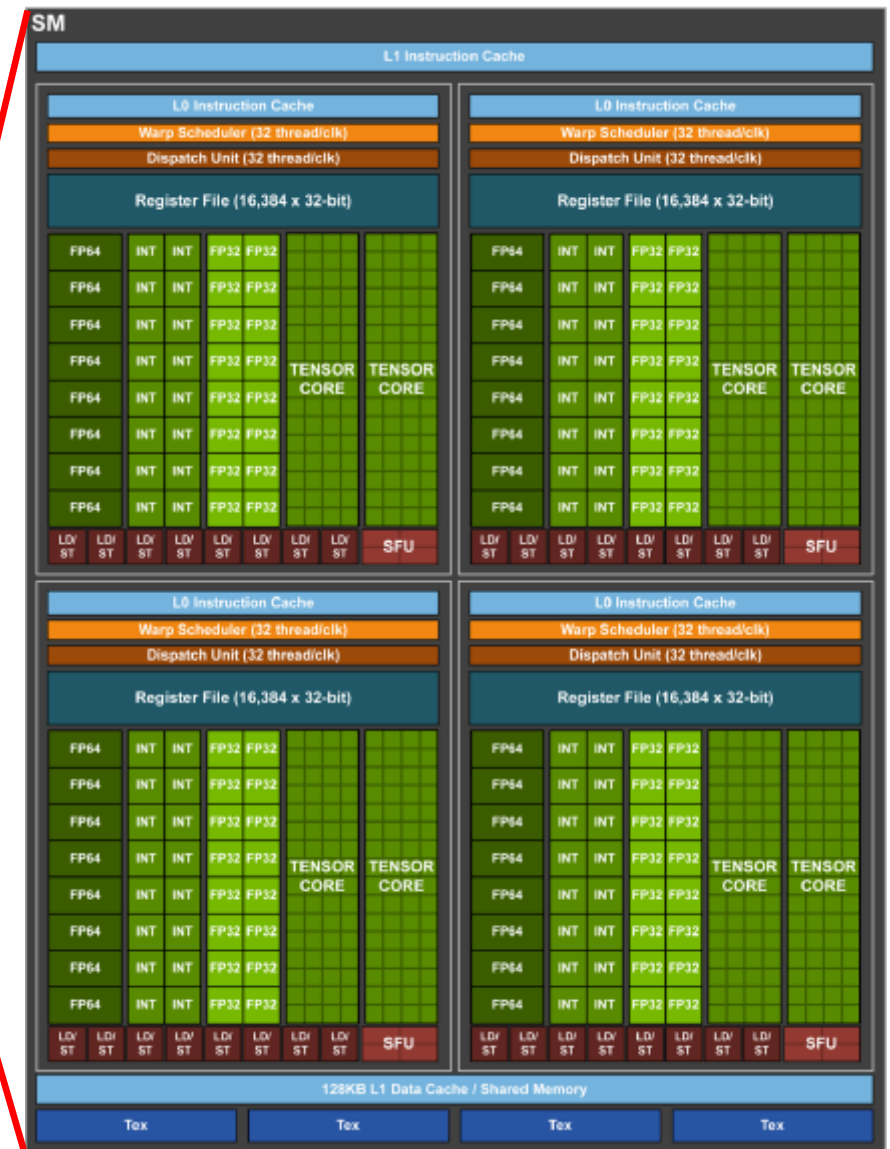 SM
L1 Instruction Cache
L0 Instruction Cache
Warp Scheduler (32 thread/clk)
Dispatch Unit (32 thread/clk)
Register File (16,384 x 32-bit)
FP64 INT INT FP32 FP32
FP64 INT INT FP32 FP32
FP64 INT INT FP32 FP32
FP64 INT INT FP32 FP32
TENSOR CORE TENSOR CORE
FP64 INT INT FP32 FP32
FP64 INT INT FP32 FP32
FP64 INT INT FP32 FP32
FP64 INT INT FP32 FP32
LD/ST LD/ST LD/ST LD/ST LD/ST LD/ST LD/ST LD/ST SFU
L0 Instruction Cache
Warp Scheduler (32 thread/clk)
Dispatch Unit (32 thread/clk)
Register File (16,384 x 32-bit)
FP64 INT INT FP32 FP32
FP64 INT INT FP32 FP32
FP64 INT INT FP32 FP32
FP64 INT INT FP32 FP32
TENSOR CORE TENSOR CORE
FP64 INT INT FP32 FP32
FP64 INT INT FP32 FP32
FP64 INT INT FP32 FP32
FP64 INT INT FP32 FP32
LD/ST LD/ST LD/ST LD/ST LD/ST LD/ST LD/ST LD/ST SFU
L0 Instruction Cache
Warp Scheduler (32 thread/clk)
Dispatch Unit (32 thread/clk)
Register File (16,384 x 32-bit)
FP64 INT INT FP32 FP32
FP64 INT INT FP32 FP32
FP64 INT INT FP32 FP32
FP64 INT INT FP32 FP32
TENSOR CORE TENSOR CORE
FP64 INT INT FP32 FP32
FP64 INT INT FP32 FP32
FP64 INT INT FP32 FP32
FP64 INT INT FP32 FP32
LD/ST LD/ST LD/ST LD/ST LD/ST LD/ST LD/ST LD/ST SFU
L0 Instruction Cache
Warp Scheduler (32 thread/clk)
Dispatch Unit (32 thread/clk)
Register File (16,384 x 32-bit)
FP64 INT INT FP32 FP32
FP64 INT INT FP32 FP32
FP64 INT INT FP32 FP32
FP64 INT INT FP32 FP32
TENSOR CORE TENSOR CORE
FP64 INT INT FP32 FP32
FP64 INT INT FP32 FP32
FP64 INT INT FP32 FP32
FP64 INT INT FP32 FP32
LD/ST LD/ST LD/ST LD/ST LD/ST LD/ST LD/ST LD/ST SFU
128KB L1 Data Cache / Shared Memory
Tex Tex Tex Tex